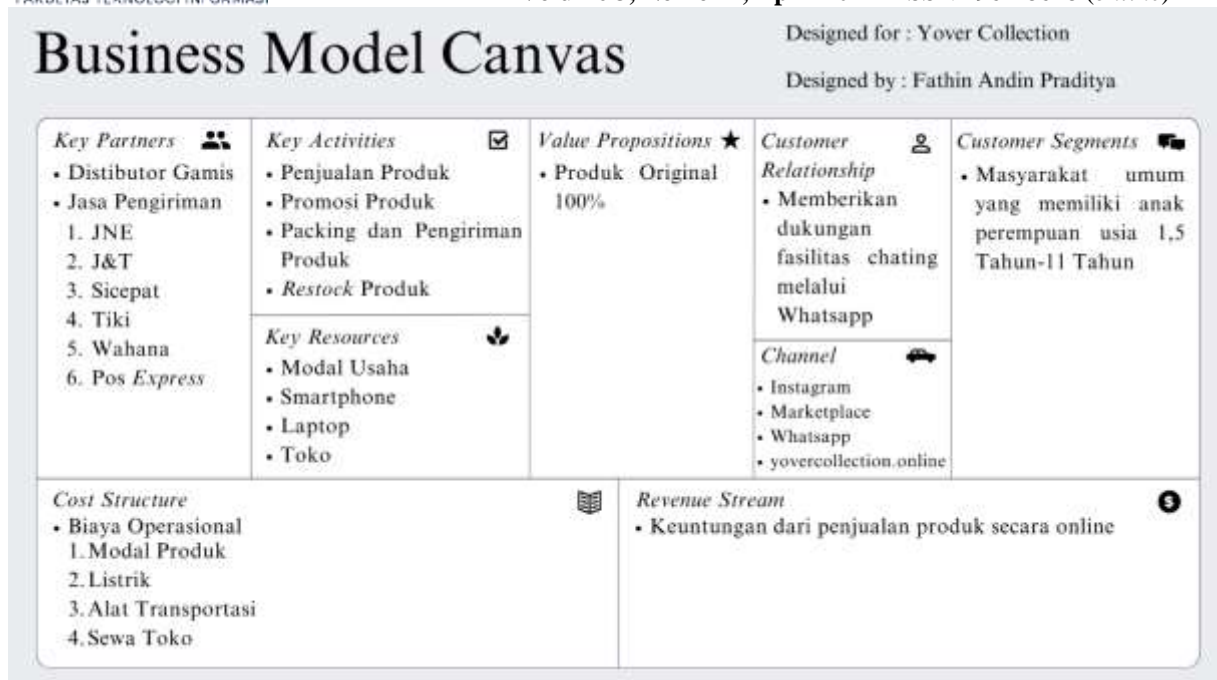 Business Model Canvas
Designed for : Yover Collection
Designed by : Fathin Andin Praditya
Key Partners
• Distibutor Gamis
• Jasa Pengiriman
1. JNE
2. J&T
3. Sicepat
4. Tiki
5. Wahana
6. Pos Express
Key Activities
• Penjualan Produk
• Promosi Produk
• Packing dan Pengiriman
Produk
• Restock Produk
Key Resources
• Modal Usaha
• Smartphone
• Laptop
• Toko
Value Propositions
• Produk Original
100%
Customer
Relationship
• Memberikan
dukungan
fasilitas chating
melalui
Whatsapp
Channel
• Instagram
• Marketplace
• Whatsapp
• yovercollection.online
Customer Segments
• Masyarakat umum
yang memiliki anak
perempuan usia 1,5
Tahun-11 Tahun
Cost Structure
• Biaya Operasional
1. Modal Produk
2. Listrik
3. Alat Transportasi
4. Sewa Toko
Revenue Stream
• Keuntungan dari penjualan produk secara online